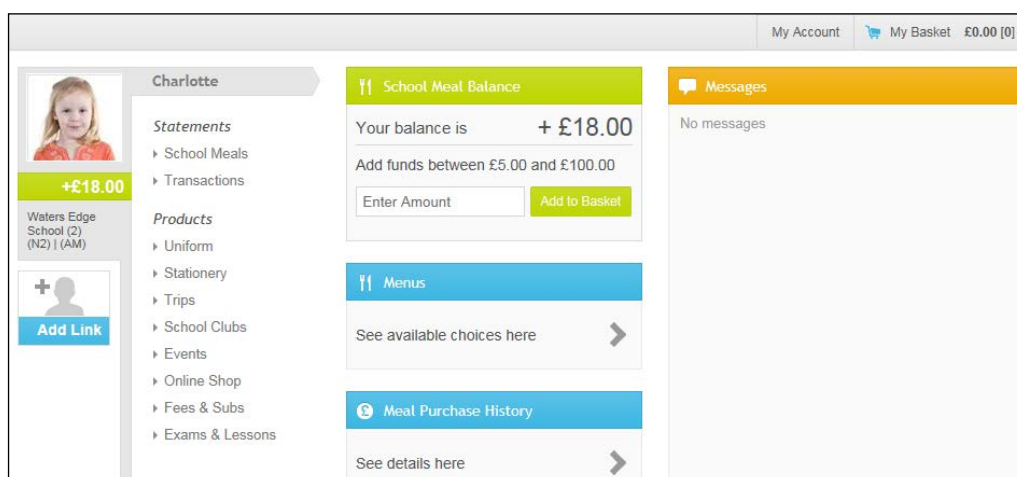 My Account
My Basket £0.00 [0]
+£18.00
Waters Edge
School (2)
(N2) | (AM)
Add Link
Charlotte
Statements
School Meals
Transactions
Products
Uniform
Stationery
Trips
School Clubs
Events
Online Shop
Fees & Subs
Exams & Lessons
School Meal Balance
Your balance is + £18.00
Add funds between £5.00 and £100.00
Enter Amount Add to Basket
Menus
See available choices here
£ Meal Purchase History
See details here
Messages
No messages